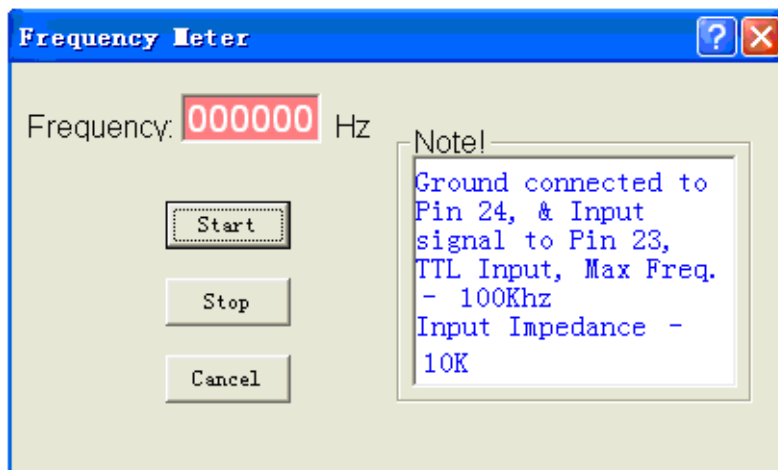 Frequency Meter
Frequency: 000000 Hz
Note!
Ground connected to
Pin 24, & Input
signal to Pin 23,
TTL Input, Max Freq.
- 100Khz
Input Impedance -
10K
Start
Stop
Cancel